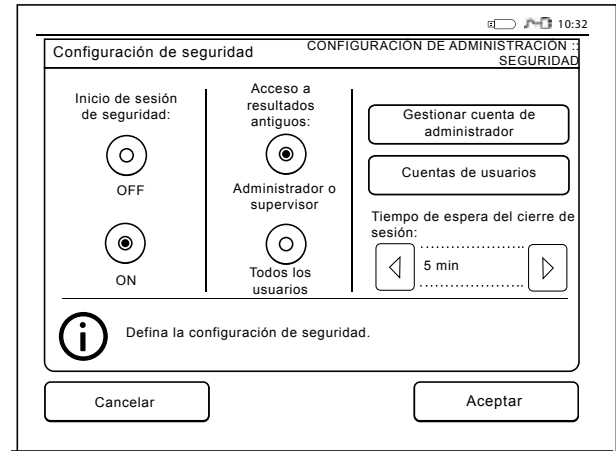 10:32
Configuración de seguridad
CONFIGURACIÓN DE ADMINISTRACIÓN ::
SEGURIDAD
Inicio de sesión
de seguridad:
OFF
ON
Acceso a
resultados
antiguos:
Administrador o
supervisor
Todos los
usuarios
Gestionar cuenta de
administrador
Cuentas de usuarios
Tiempo de espera del cierre de
sesión:
5 min
Defina la configuración de seguridad.
Cancelar
Aceptar